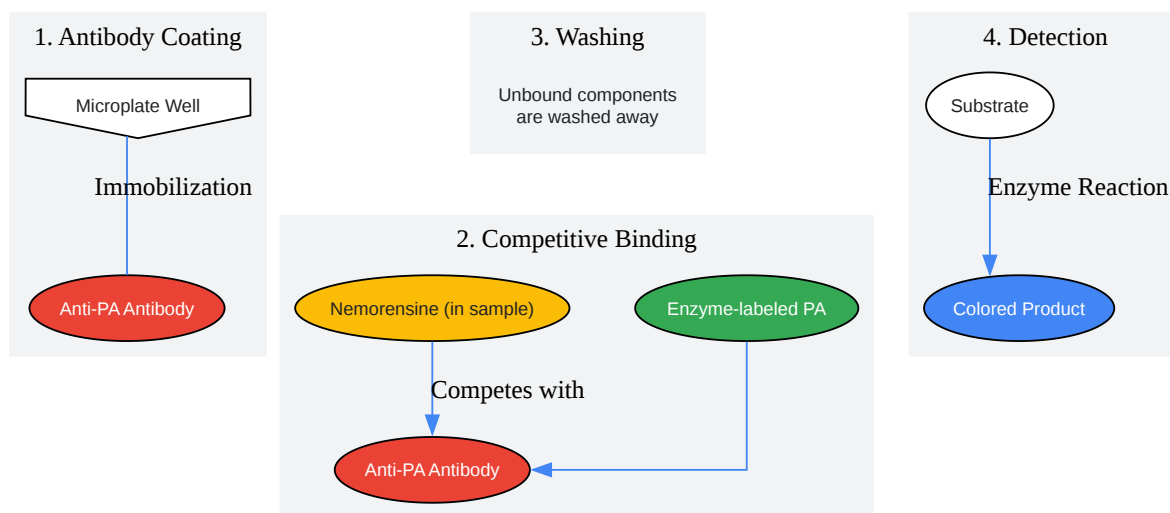 1. Antibody Coating
Microplate Well
Immobilization
Anti-PA Antibody
2. Competitive Binding
Nemorensine (in sample)
Enzyme-labeled PA
Competes with
Anti-PA Antibody
3. Washing
Unbound components
are washed away
4. Detection
Substrate
Enzyme Reaction
Colored Product